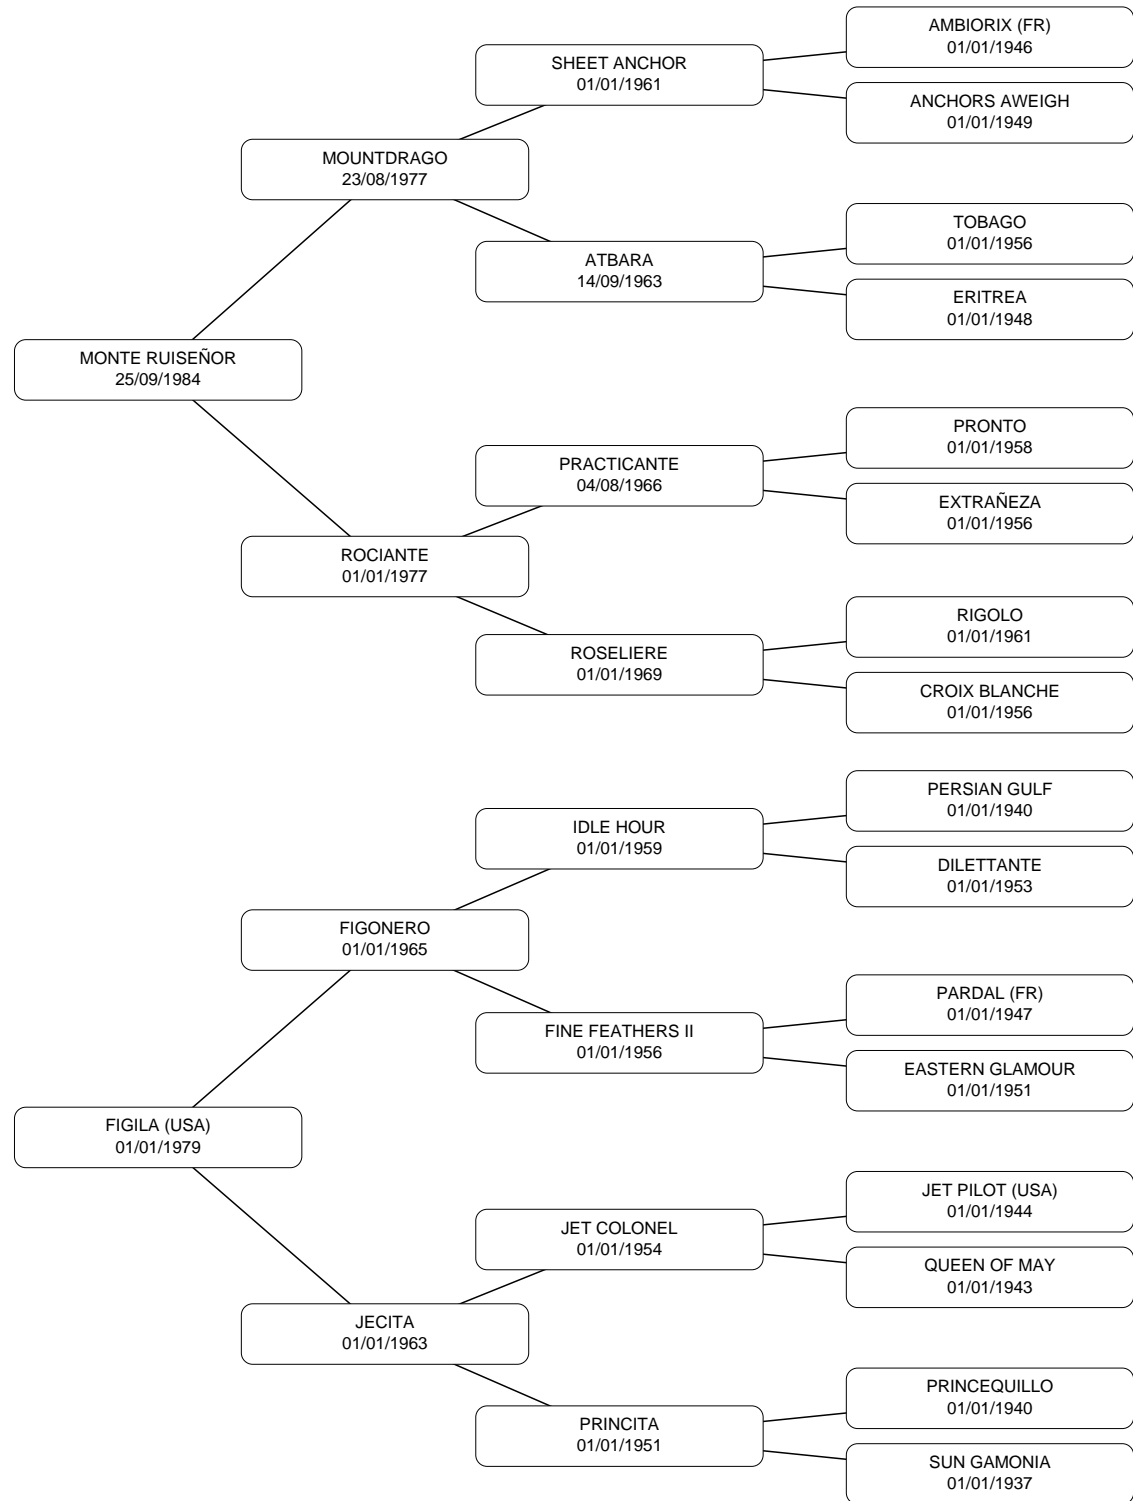 AMBIORIX (FR)
01/01/1946
SHEET ANCHOR
01/01/1961
ANCHORS AWEIGH
01/01/1949
MOUNTDRAGO
23/08/1977
TOBAGO
01/01/1956
ATBARA
14/09/1963
ERITREA
01/01/1948
MONTE RUISEÑOR
25/09/1984
PRONTO
01/01/1958
PRACTICANTE
04/08/1966
EXTRAÑEZA
01/01/1956
ROCIANTE
01/01/1977
RIGOLO
01/01/1961
ROSELIERE
01/01/1969
CROIX BLANCHE
01/01/1956
PERSIAN GULF
01/01/1940
IDLE HOUR
01/01/1959
DILETTANTE
01/01/1953
FIGONERO
01/01/1965
PARDAL (FR)
01/01/1947
FINE FEATHERS II
01/01/1956
EASTERN GLAMOUR
01/01/1951
FIGILA (USA)
01/01/1979
JET PILOT (USA)
01/01/1944
JET COLONEL
01/01/1954
QUEEN OF MAY
01/01/1943
JECITA
01/01/1963
PRINCEQUILLO
01/01/1940
PRINCITA
01/01/1951
SUN GAMONIA
01/01/1937